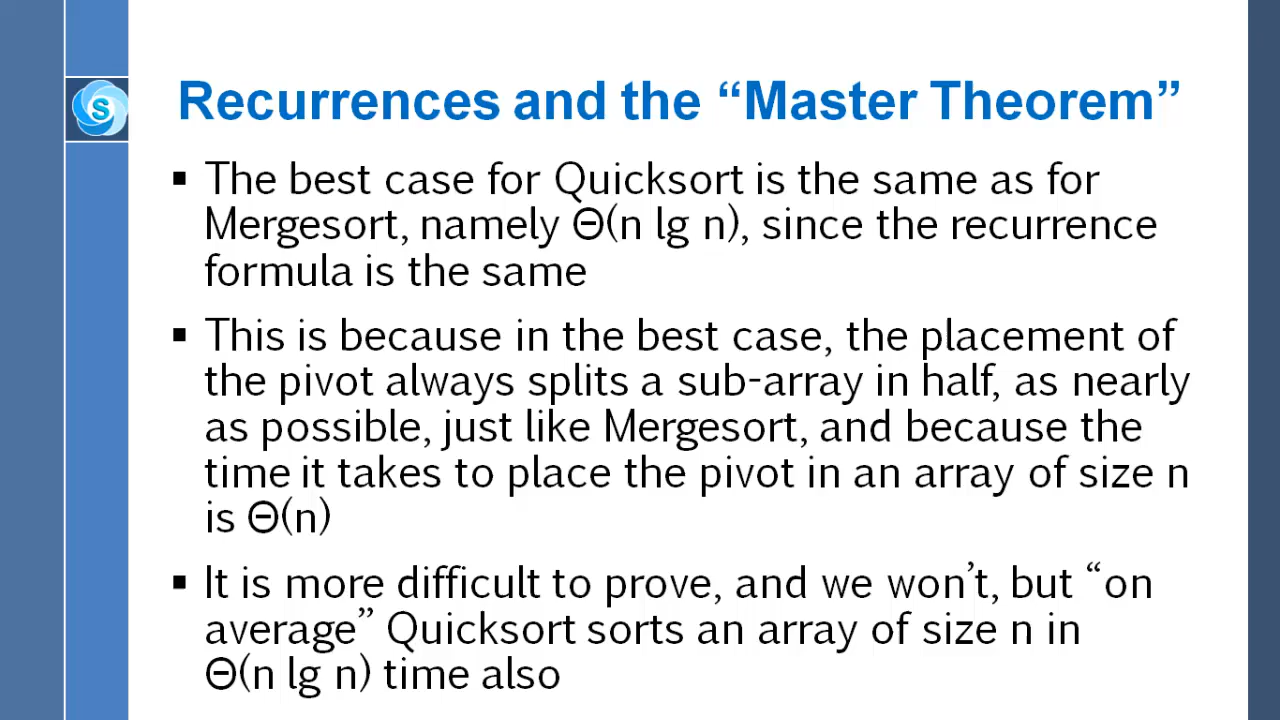 S
Recurrences and the “Master Theorem”
▪ The best case for Quicksort is the same as for
Mergesort, namely Θ(n lg n), since the recurrence
formula is the same
▪ This is because in the best case, the placement of
the pivot always splits a sub-array in half, as nearly
as possible, just like Mergesort, and because the
time it takes to place the pivot in an array of size n
is Θ(n)
▪ It is more difficult to prove, and we won’t, but “on
average” Quicksort sorts an array of size n in
Θ(n lg n) time also